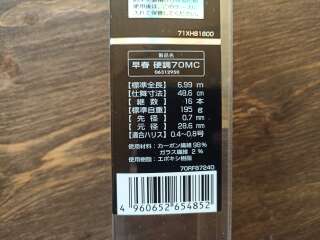 71XHB1600
製品名
早春 硬調70MC
06012950
【標準全長】 6.99 m
【仕舞寸法】 48.6 cm
【継数】 16 本
【標準自重】 195 g
【先径】 0.7 mm
【元径】 28.6 mm
【適合ハリス】 0.4~0.8号
使用材料: カーボン繊維 98%
ガラス繊維 2 %
使用樹脂: エポキシ樹脂
70RF87240
4 960652 654852